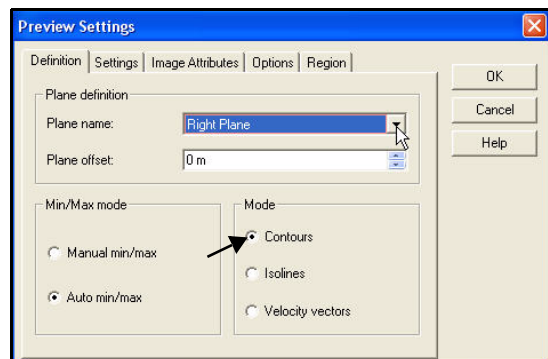 Preview Settings
Definition Settings Image Attributes Options Region
OK
Cancel
Help
Plane definition
Plane name: Right Plane
Plane offset: 0 m
Min/Max mode
Manual min/max
Auto min/max
Mode
Contours
Isolines
Velocity vectors